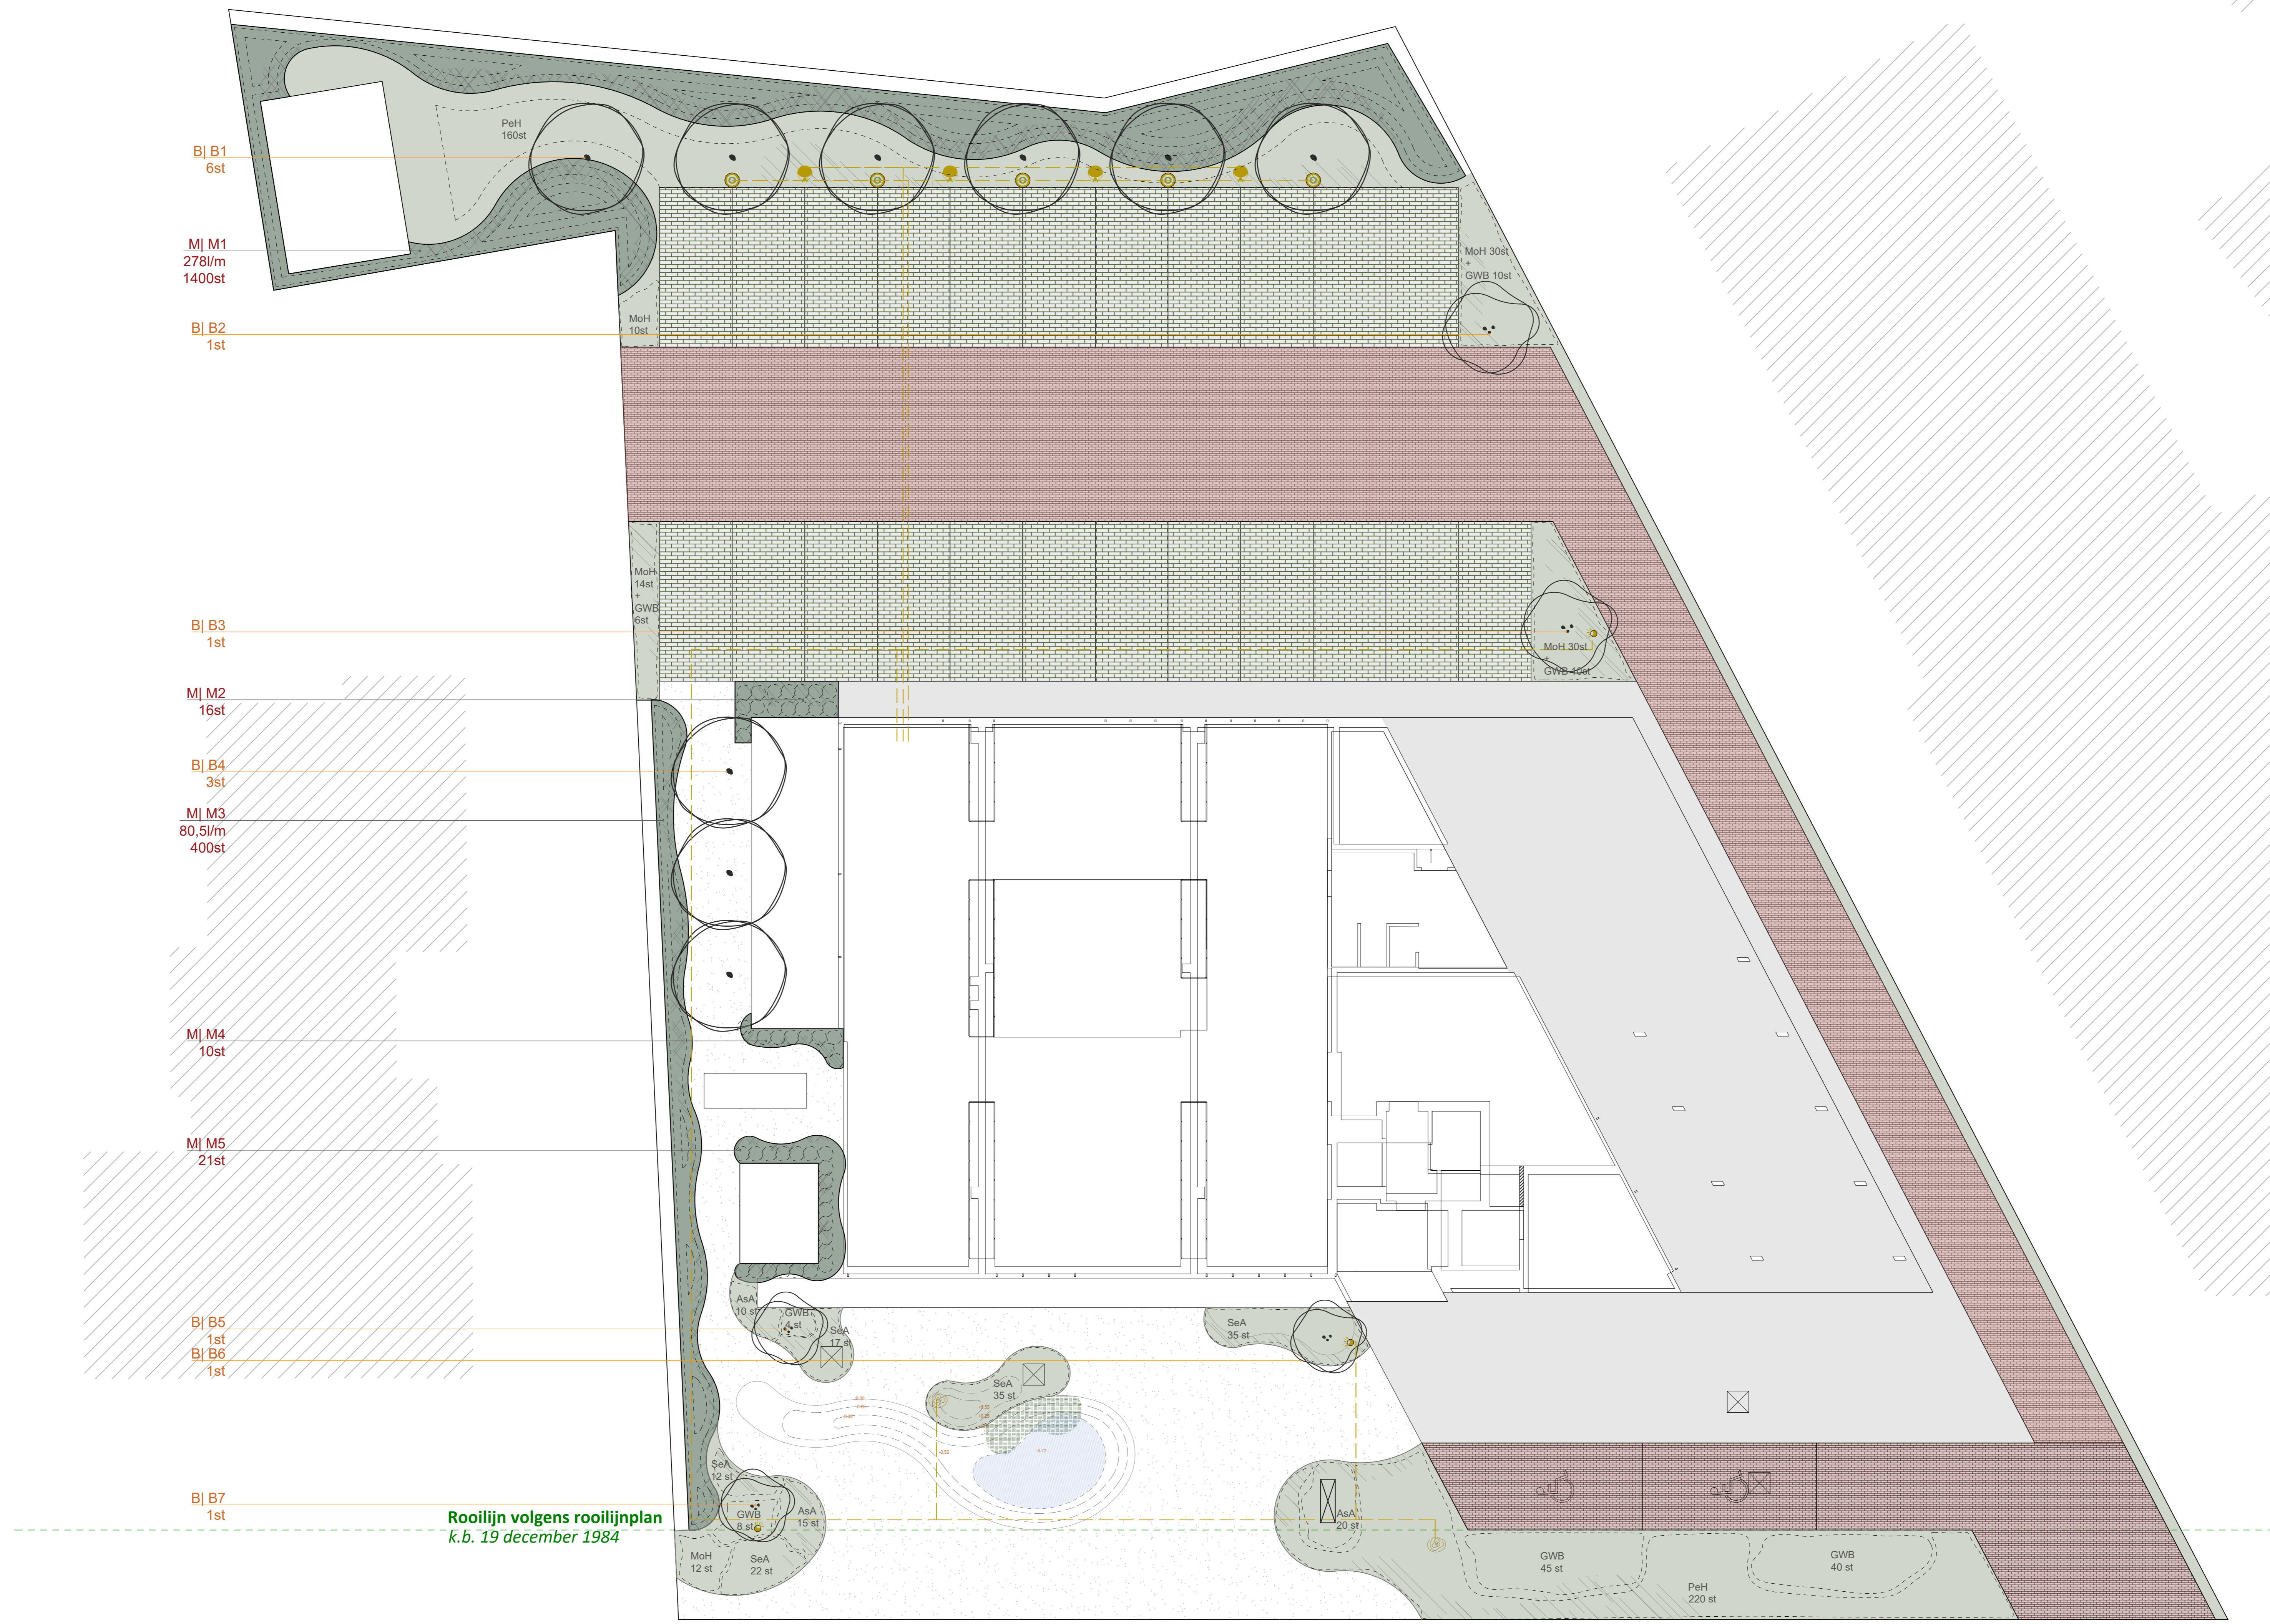 PeH
160st
B| B1
6st
M| M1
278l/m
1400st
MoH 30st
+
GWB 10st
MoH
10st
B| B2
1st
MoH
14st
+
GWB
6st
B| B3
1st
MoH 30st
+
GWB 10st
M| M2
16st
B| B4
3st
M| M3
80,5l/m
400st
M| M4
10st
M| M5
21st
AsA
10 st
GWB
4 st
SeA
17 st
B| B5
1st
B| B6
1st
SeA
35 st
SeA
35 st
SeA
12 st
B| B7
1st
GWB
8 st
AsA
15 st
AsA
20 st
Rooilijn volgens rooilijnplan
k.b. 19 december 1984
MoH
12 st
SeA
22 st
GWB
45 st
GWB
40 st
PeH
220 st